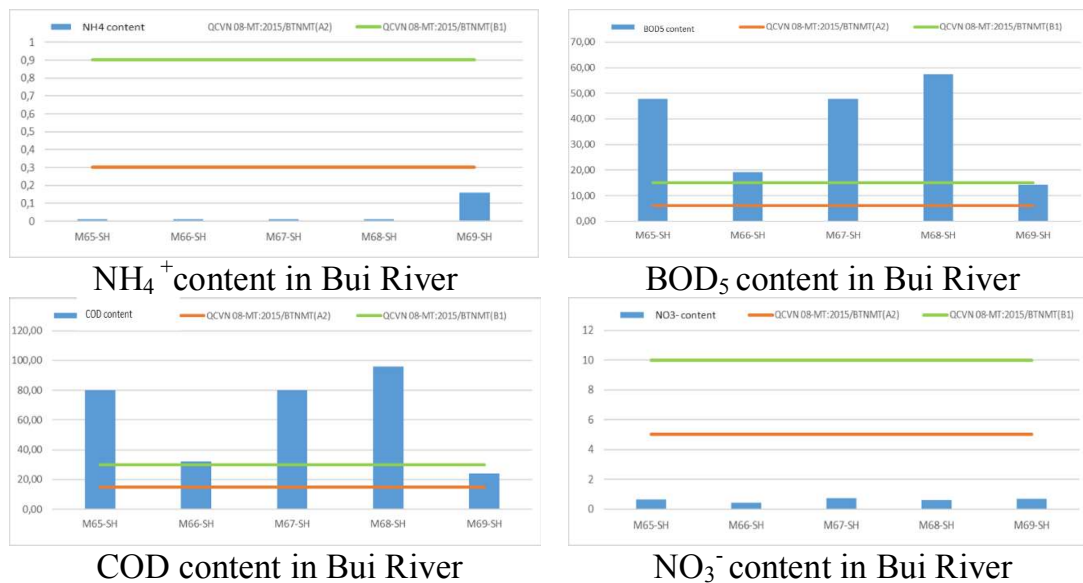 NH4 content QCVN 08-MT:2015/BTNMT(A2) QCVN 08-MT:2015/BTNMT(B1)
1
0,9
0,8
0,7
0,6
0,5
0,4
0,3
0,2
0,1
0
M65-SH M66-SH M67-SH M68-SH M69-SH
NH₄⁺content in Bui River
BOD5 content QCVN 08-MT:2015/BTNMT(A2) QCVN 08-MT:2015/BTNMT(B1)
70,00
60,00
50,00
40,00
30,00
20,00
10,00
0,00
M65-SH M66-SH M67-SH M68-SH M69-SH
BOD₅ content in Bui River
COD content QCVN 08-MT:2015/BTNMT(A2) QCVN 08-MT:2015/BTNMT(B1)
120,00
100,00
80,00
60,00
40,00
20,00
0,00
M65-SH M66-SH M67-SH M68-SH M69-SH
COD content in Bui River
NO3- content QCVN 08-MT:2015/BTNMT(A2) QCVN 08-MT:2015/BTNMT(B1)
12
10
8
6
4
2
0
M65-SH M66-SH M67-SH M68-SH M69-SH
NO₃⁻ content in Bui River